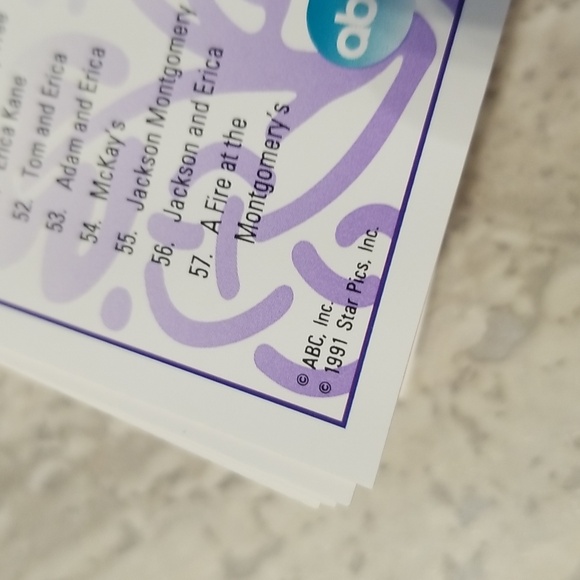 Erica Kane
52. Tom and Erica
53. Adam and Erica
54. McKay's
55. Jackson Montgomery
56. Jackson and Erica
57. A Fire at the
Montgomery's
© ABC, Inc.
© 1991 Star Pics, Inc.
ab